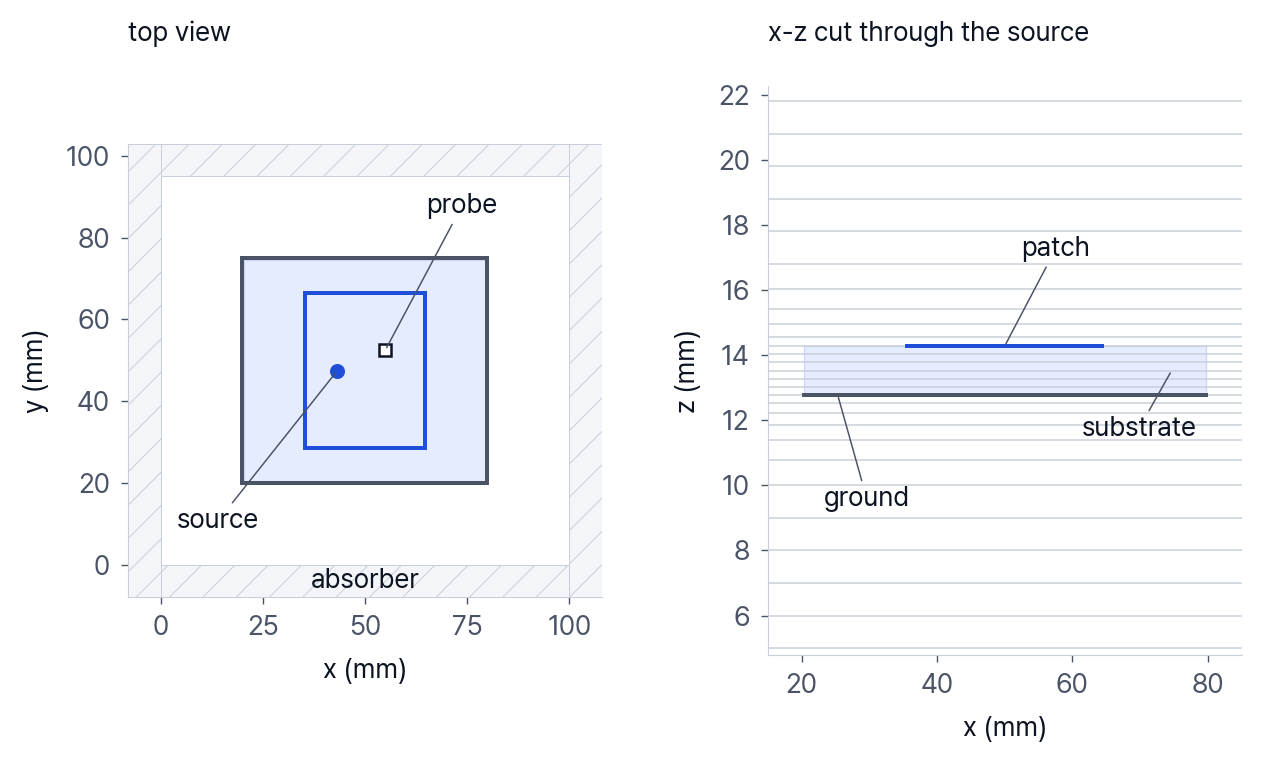 top view
100
80
60
40
20
0
y (mm)
probe
source
absorber
0
25
50
75
100
x (mm)
x-z cut through the source
22
20
18
16
14
12
10
8
6
z (mm)
patch
substrate
ground
20
40
60
80
x (mm)